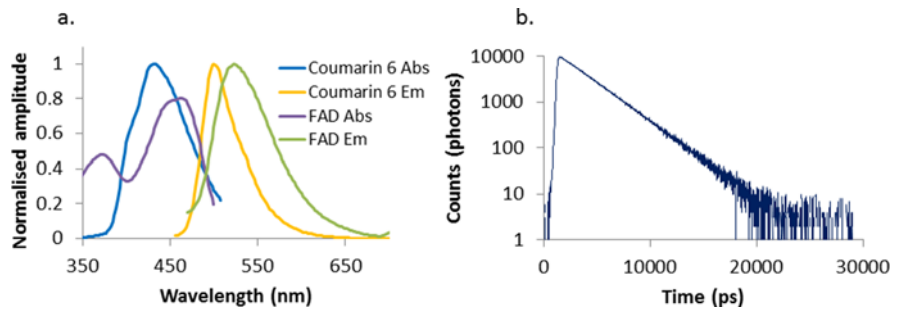 a.
Normalised amplitude
1
0.8
0.6
0.4
0.2
0
350
450
550
650
Wavelength (nm)
Coumarin 6 Abs
Coumarin 6 Em
FAD Abs
FAD Em
b.
Counts (photons)
10000
1000
100
10
1
0
10000
20000
30000
Time (ps)